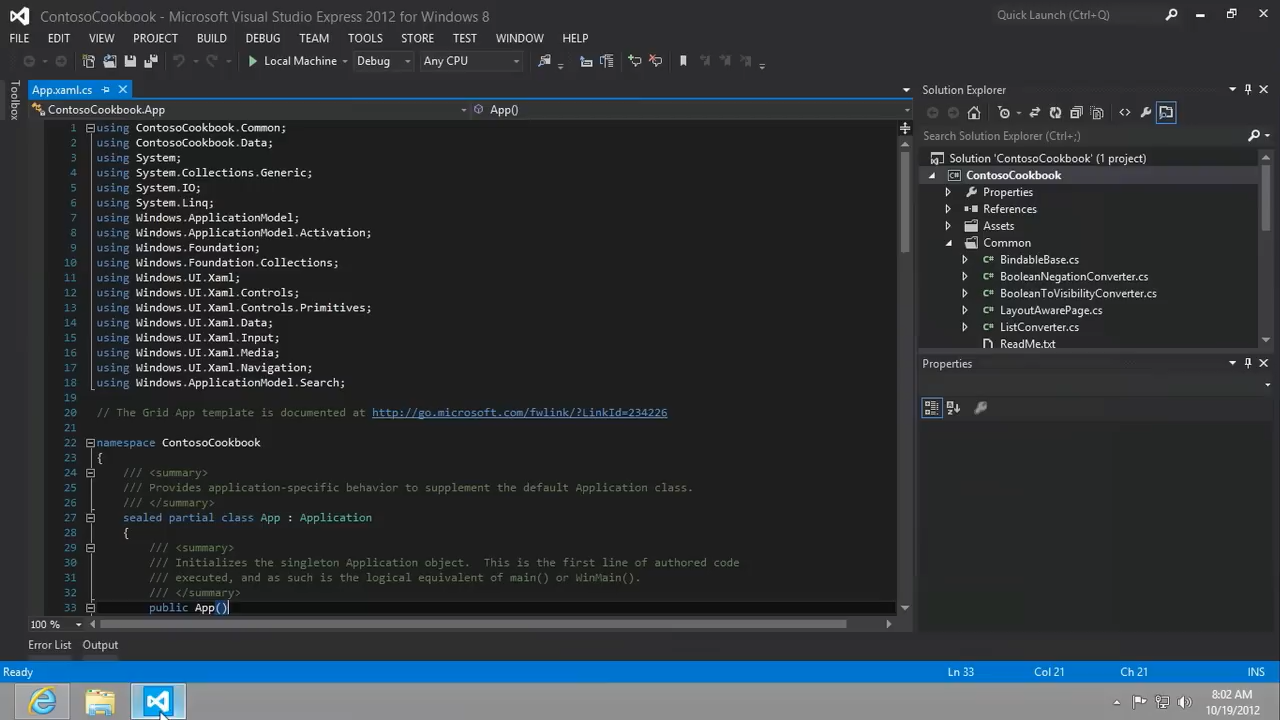 ContosoCookbook - Microsoft Visual Studio Express 2012 for Windows 8
Quick Launch (Ctrl+Q)
FILE EDIT VIEW PROJECT BUILD DEBUG TEAM TOOLS STORE TEST WINDOW HELP
Local Machine Debug Any CPU
Toolbox
App.xaml.cs
ContosoCookbook.App App()
1 using ContosoCookbook.Common;
2 using ContosoCookbook.Data;
3 using System;
4 using System.Collections.Generic;
5 using System.IO;
6 using System.Linq;
7 using Windows.ApplicationModel;
8 using Windows.ApplicationModel.Activation;
9 using Windows.Foundation;
10 using Windows.Foundation.Collections;
11 using Windows.UI.Xaml;
12 using Windows.UI.Xaml.Controls;
13 using Windows.UI.Xaml.Controls.Primitives;
14 using Windows.UI.Xaml.Data;
15 using Windows.UI.Xaml.Input;
16 using Windows.UI.Xaml.Media;
17 using Windows.UI.Xaml.Navigation;
18 using Windows.ApplicationModel.Search;
19
20 // The Grid App template is documented at http://go.microsoft.com/fwlink/?LinkId=234226
21
22 namespace ContosoCookbook
23 {
24 /// <summary>
25 /// Provides application-specific behavior to supplement the default Application class.
26 /// </summary>
27 sealed partial class App : Application
28 {
29 /// <summary>
30 /// Initializes the singleton Application object.  This is the first line of authored code
31 /// executed, and as such is the logical equivalent of main() or WinMain().
32 /// </summary>
33 public App()
100 %
Solution Explorer
Search Solution Explorer (Ctrl+;)
Solution 'ContosoCookbook' (1 project)
ContosoCookbook
Properties
References
Assets
Common
BindableBase.cs
BooleanNegationConverter.cs
BooleanToVisibilityConverter.cs
LayoutAwarePage.cs
ListConverter.cs
ReadMe.txt
Properties
Error List Output
Ready Ln 33 Col 21 Ch 21 INS
8:02 AM
10/19/2012